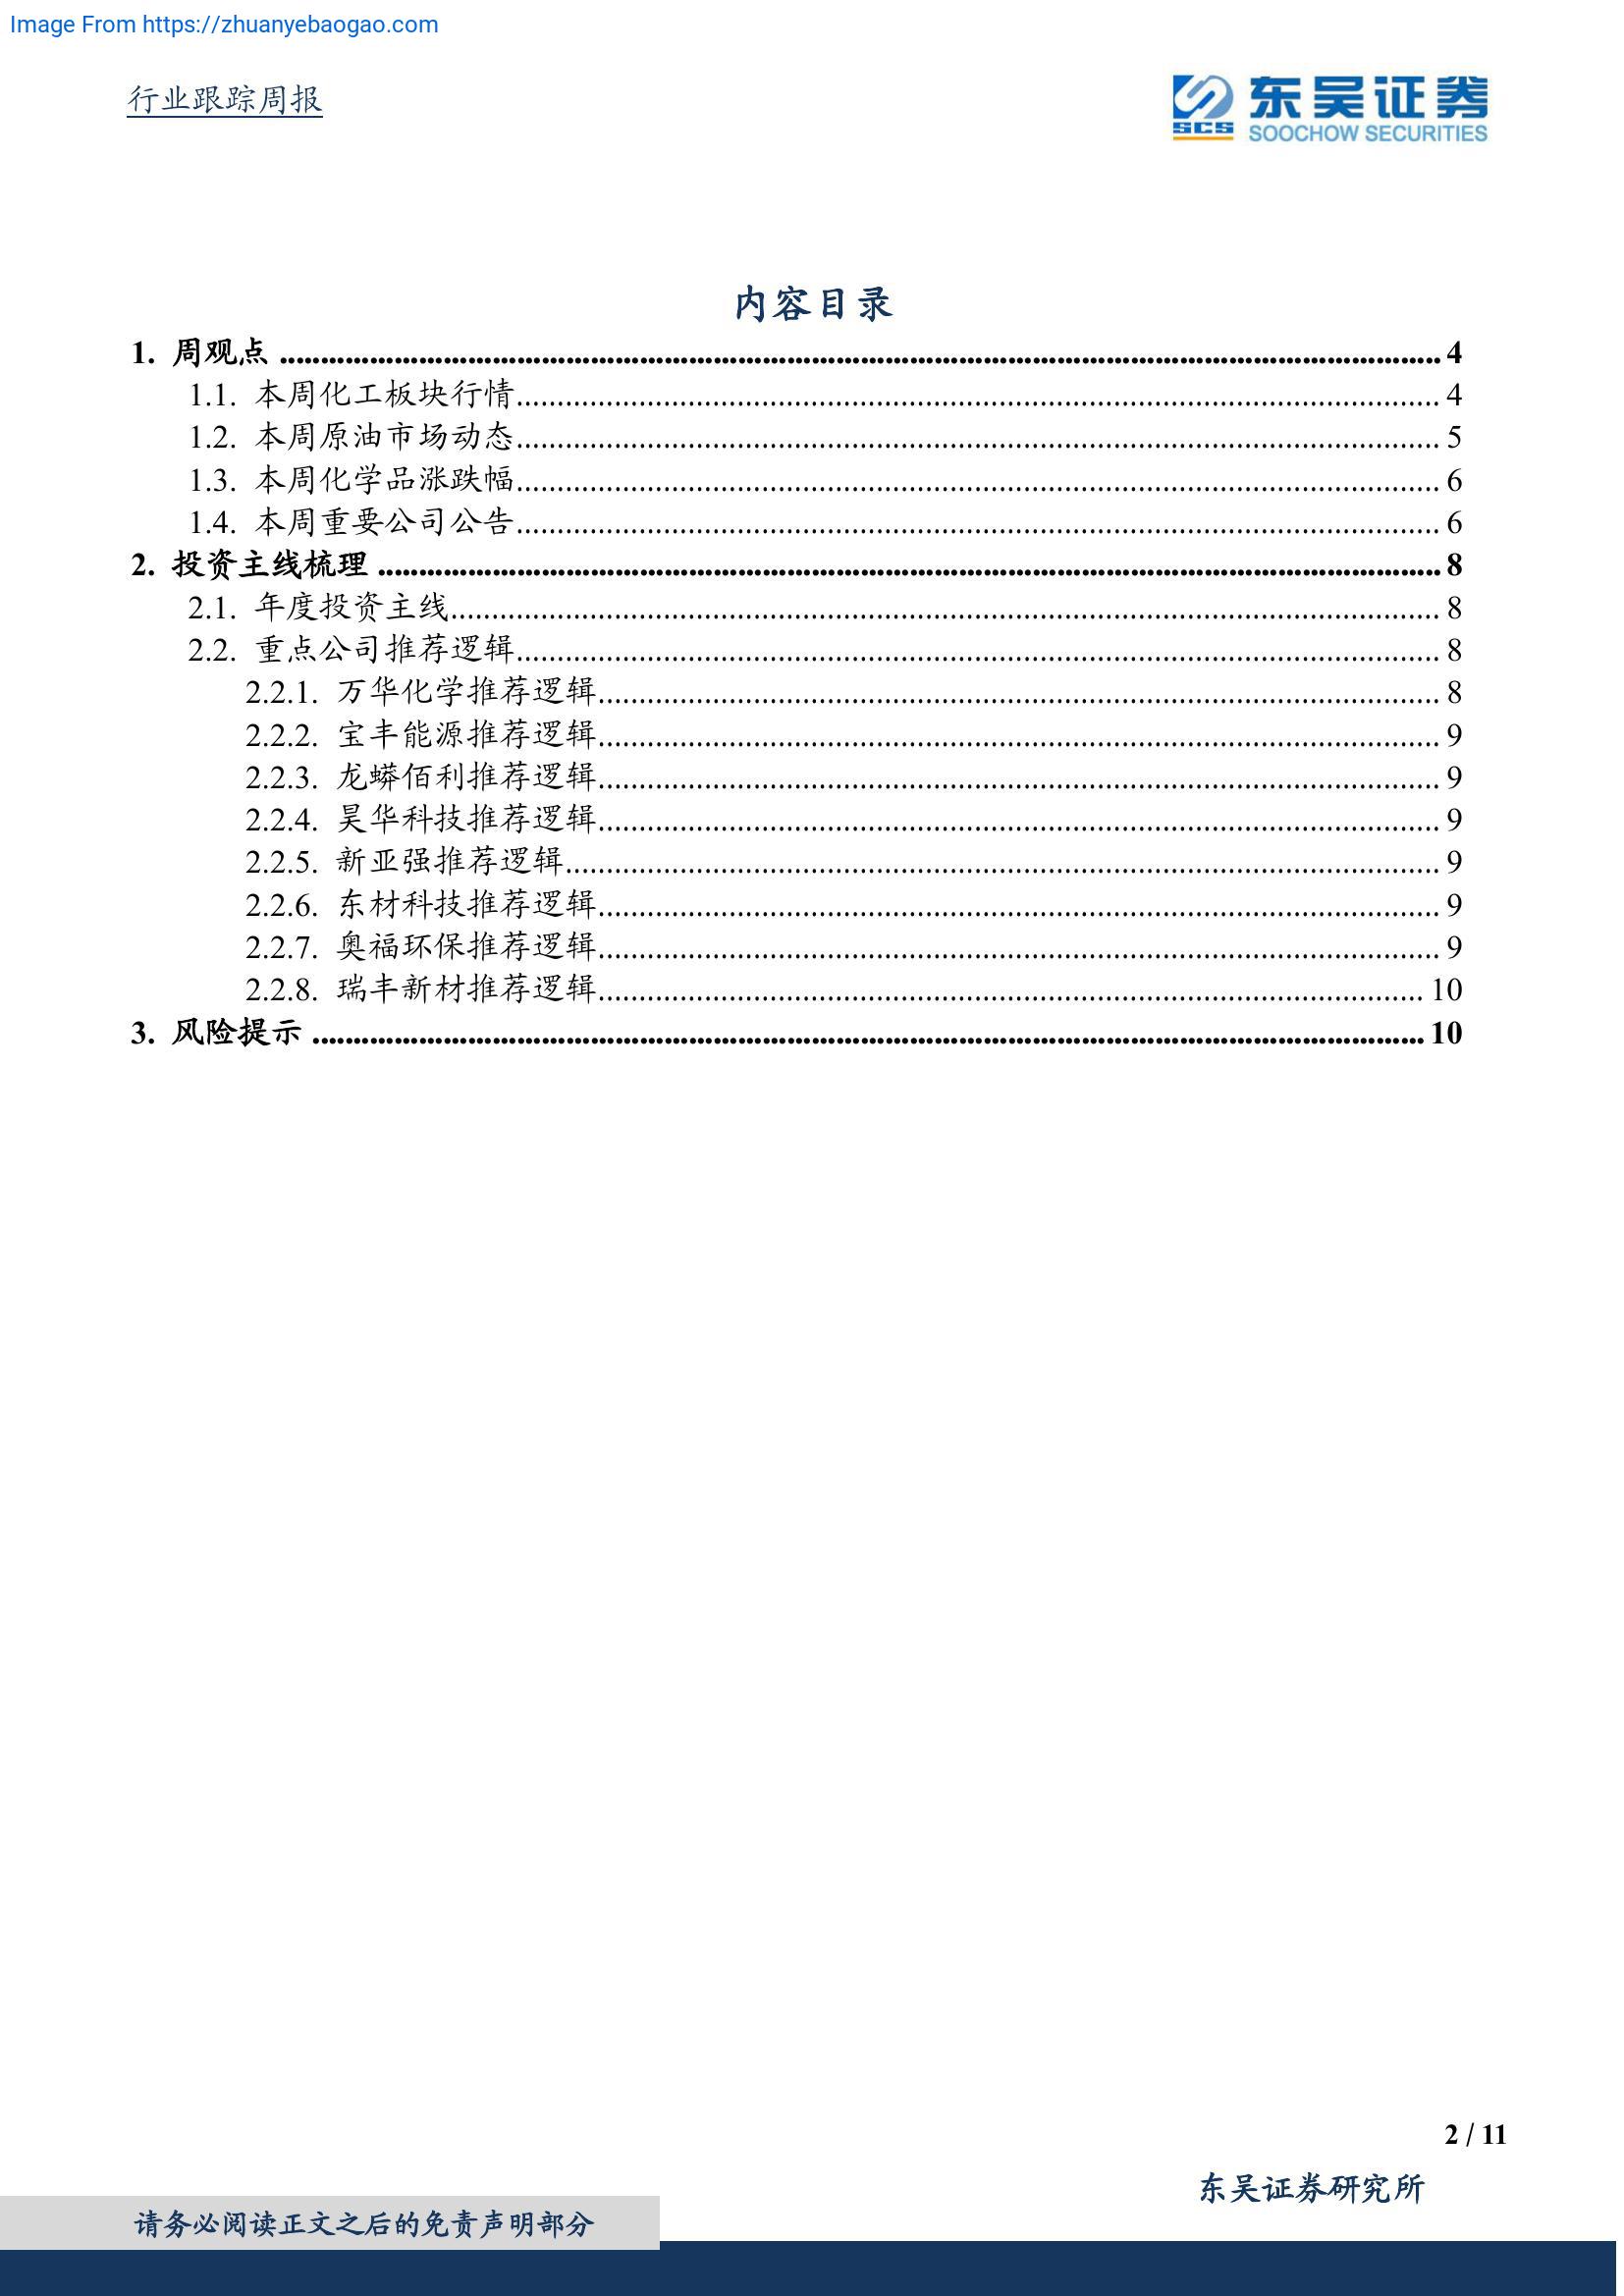 Image From https://zhuanyebaogao.com
行业跟踪周报
东吴证券
SCS
SOOCHOW SECURITIES
内容目录
1. 周观点 ........................................ 4
1.1. 本周化工板块行情 ........................................ 4
1.2. 本周原油市场动态 ........................................ 5
1.3. 本周化学品涨跌幅 ........................................ 6
1.4. 本周重要公司公告 ........................................ 6
2. 投资主线梳理 ........................................ 8
2.1. 年度投资主线 ........................................ 8
2.2. 重点公司推荐逻辑 ........................................ 8
2.2.1. 万华化学推荐逻辑 ........................................ 8
2.2.2. 宝丰能源推荐逻辑 ........................................ 9
2.2.3. 龙蟒佰利推荐逻辑 ........................................ 9
2.2.4. 昊华科技推荐逻辑 ........................................ 9
2.2.5. 新亚强推荐逻辑 ........................................ 9
2.2.6. 东材科技推荐逻辑 ........................................ 9
2.2.7. 奥福环保推荐逻辑 ........................................ 9
2.2.8. 瑞丰新材推荐逻辑 ........................................ 10
3. 风险提示 ........................................ 10
2 / 11
东吴证券研究所
请务必阅读正文之后的免责声明部分